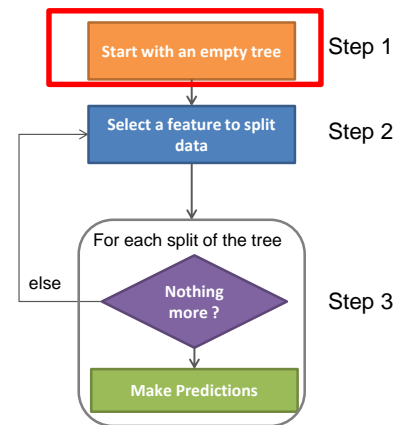 Start with an empty tree
Step 1
Select a feature to split
data
Step 2
For each split of the tree
else
Nothing
more ?
Step 3
Make Predictions